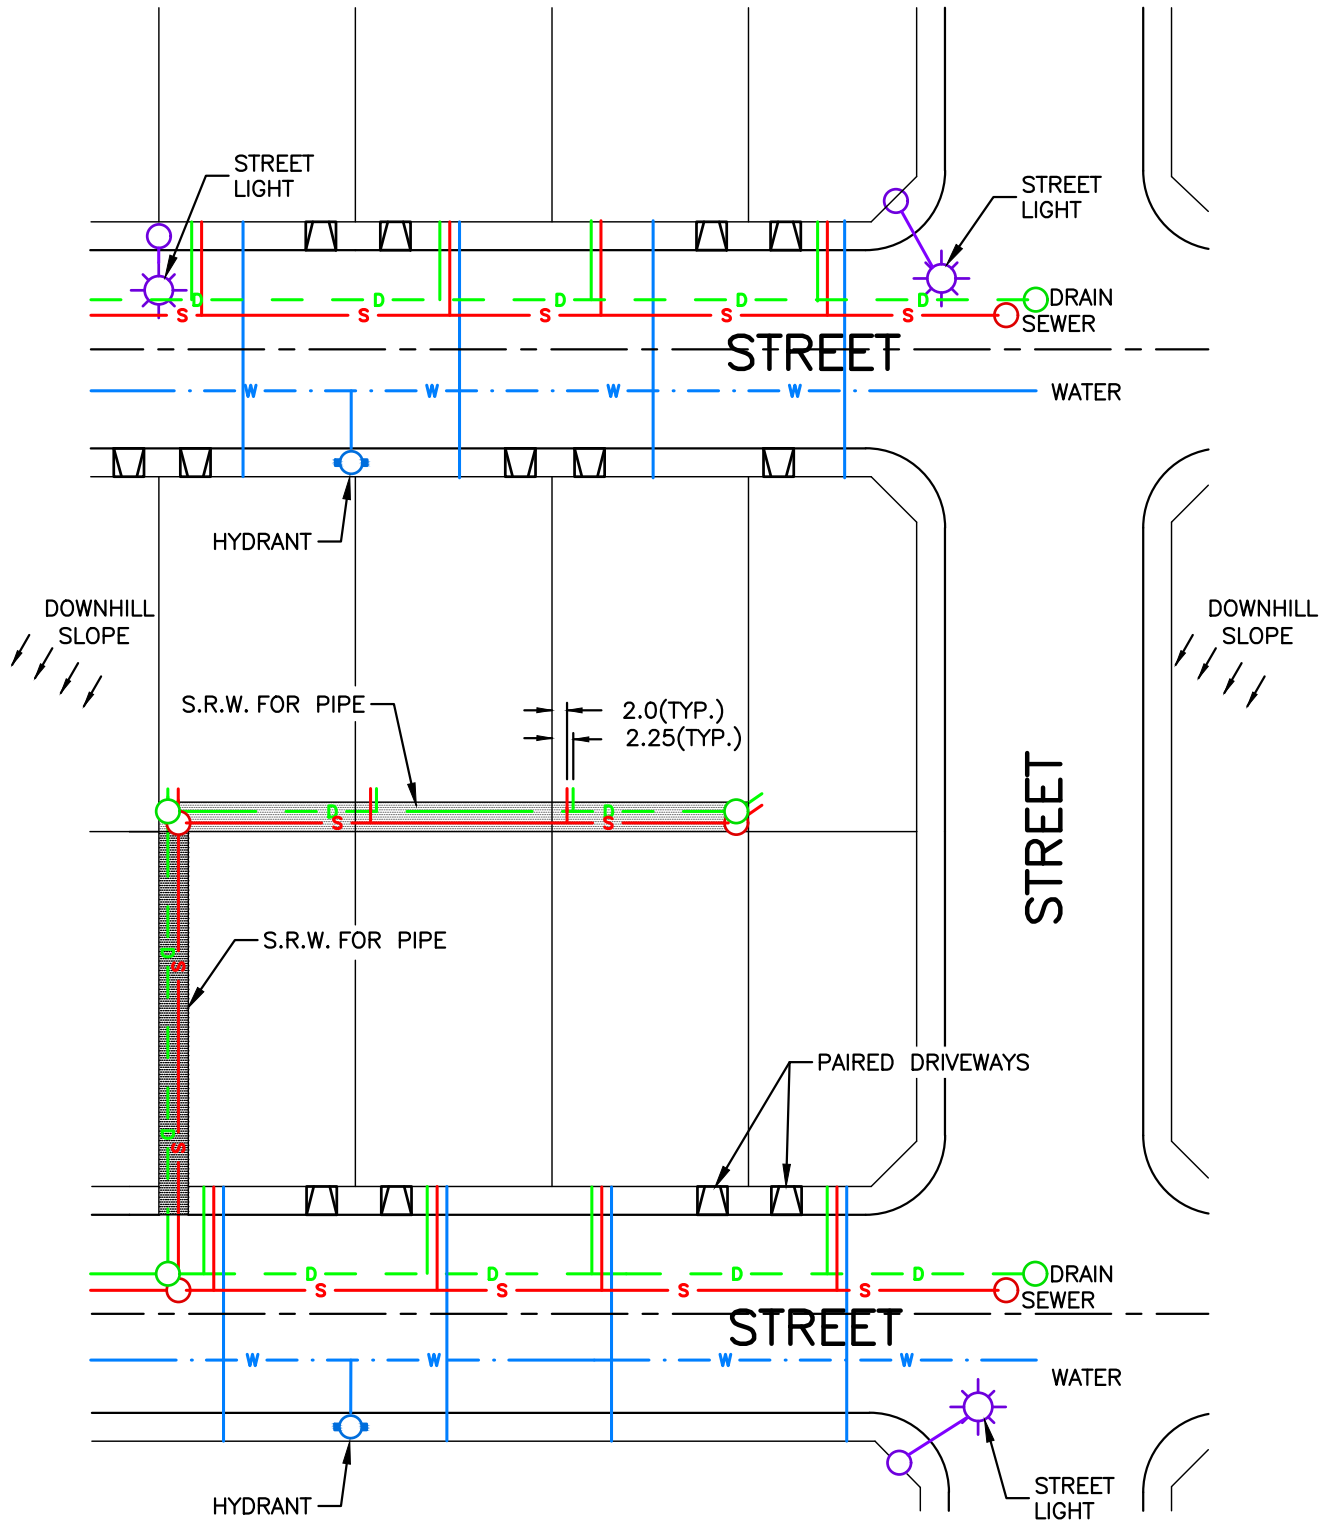 STREET
LIGHT
STREET
LIGHT
D D D D D
DRAIN
S S S S S
SEWER
STREET
W W W W
WATER
HYDRANT
DOWNHILL
SLOPE
DOWNHILL
SLOPE
S.R.W. FOR PIPE
2.0(TYP.)
2.25(TYP.)
D D
S S
STREET
S.R.W. FOR PIPE
D
S
PAIRED DRIVEWAYS
D
S
D D D D
DRAIN
S S S S
SEWER
STREET
W W W W
WATER
STREET
LIGHT
HYDRANT